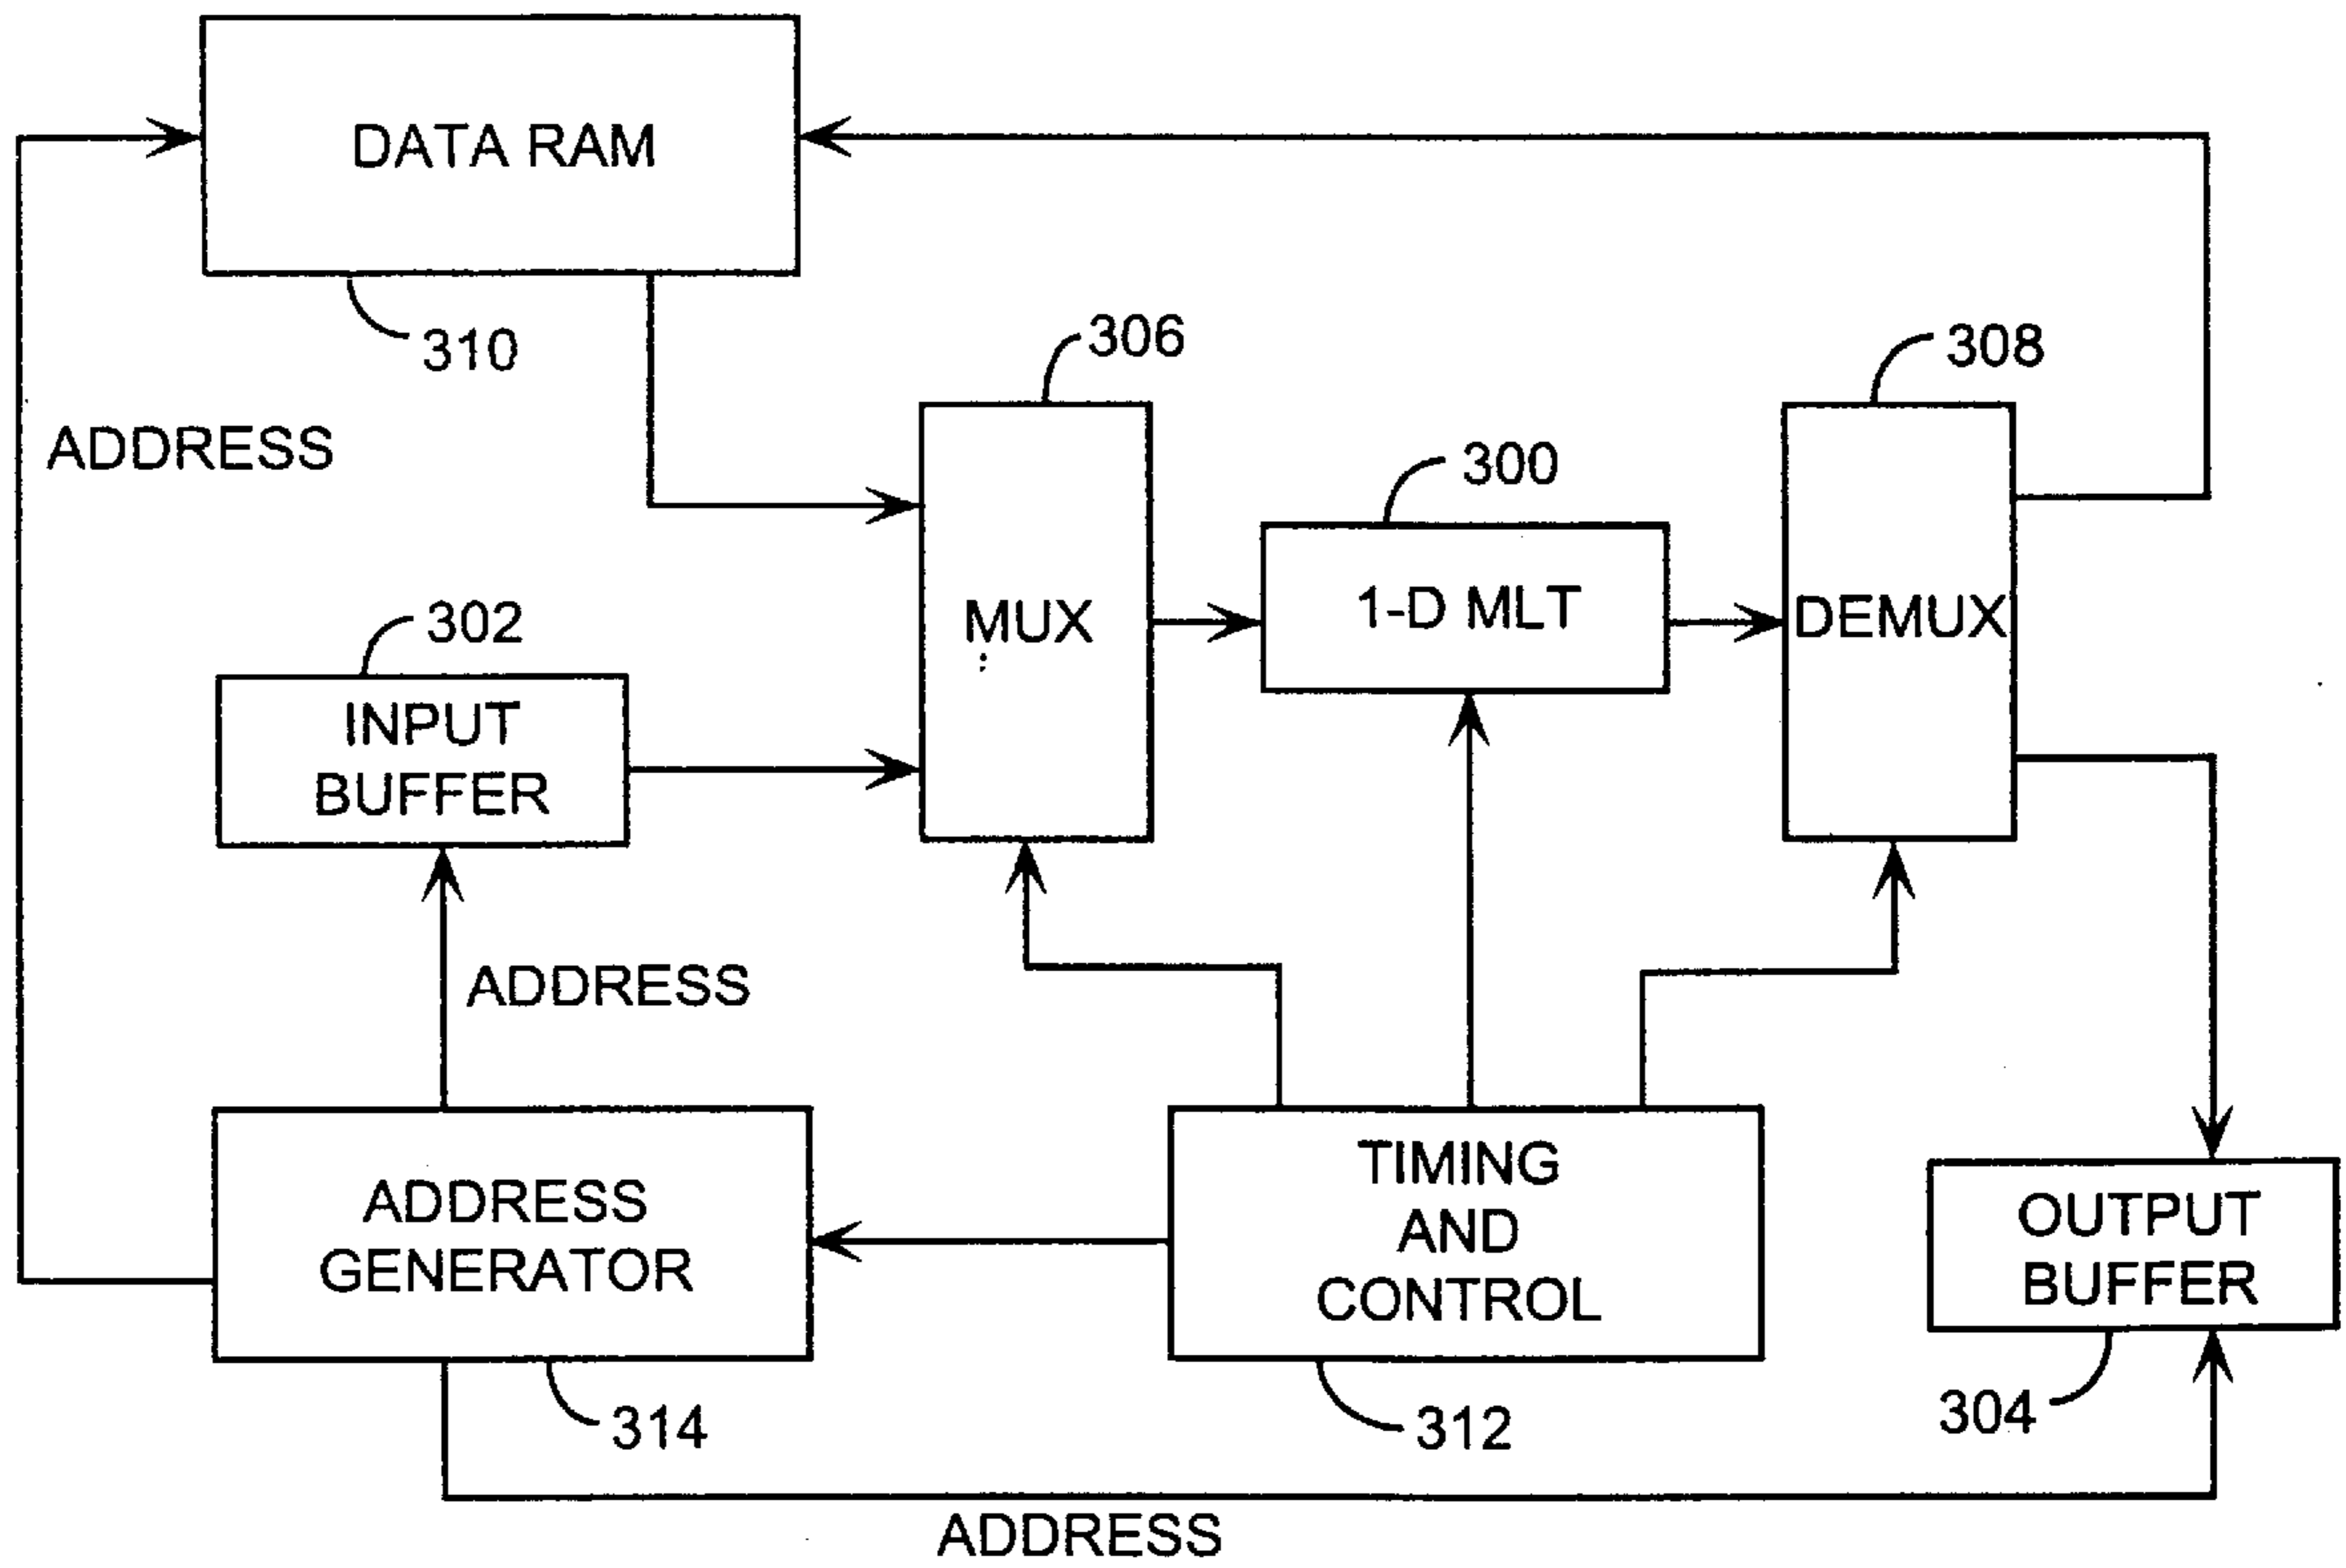 DATA RAM
310
306
308
ADDRESS
300
1-D MLT
MUX
DEMUX
302
INPUT
BUFFER
ADDRESS
ADDRESS
GENERATOR
TIMING
AND
CONTROL
OUTPUT
BUFFER
314
312
304
ADDRESS